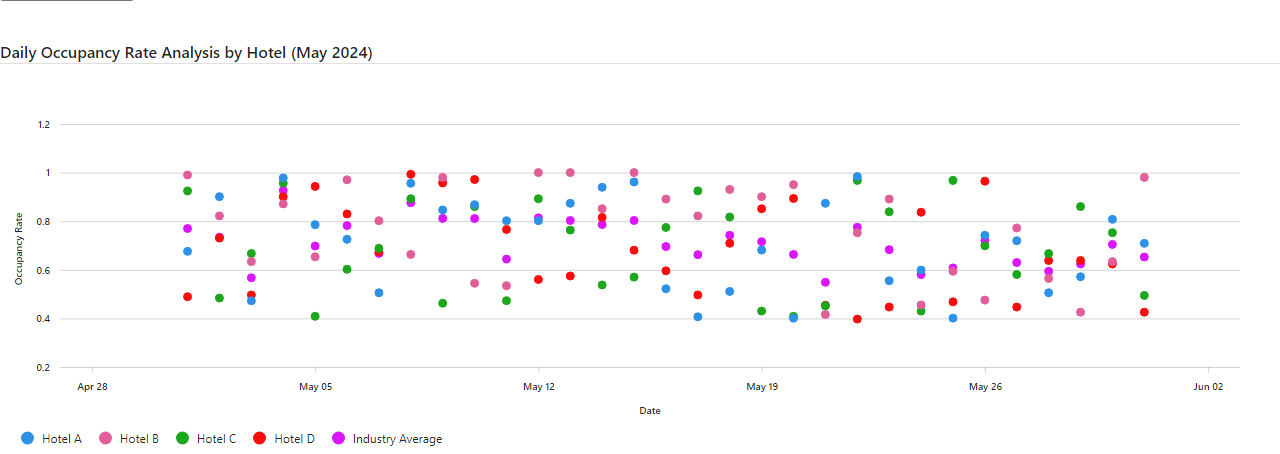 Daily Occupancy Rate Analysis by Hotel (May 2024)
1.2
1
0.8
0.6
0.4
0.2
Occupancy Rate
Apr 28 May 05 May 12 May 19 May 26 Jun 02
Date
Hotel A Hotel B Hotel C Hotel D Industry Average